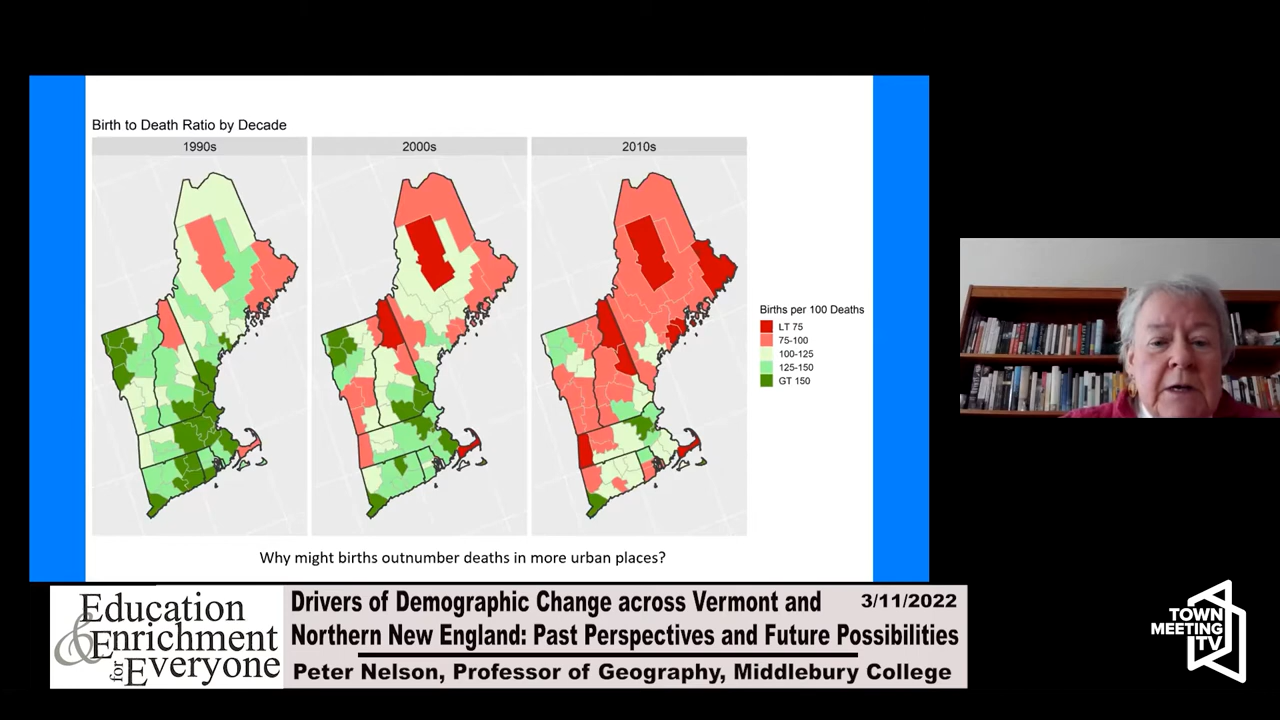 Birth to Death Ratio by Decade
1990s
2000s
2010s
Births per 100 Deaths
LT 75
75-100
100-125
125-150
GT 150
Why might births outnumber deaths in more urban places?
Education
& Enrichment
for Everyone
Drivers of Demographic Change across Vermont and
3/11/2022
Northern New England: Past Perspectives and Future Possibilities
Peter Nelson, Professor of Geography, Middlebury College
TOWN
MEETING
TV